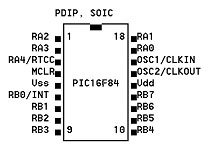 PDIP, SOIC
RA2 1 18 RA1
RA3 RA0
RA4/RTCC OSC1/CLKIN
MCLR OSC2/CLKOUT
Vss PIC16F84 Vdd
RB0/INT RB7
RB1 RB6
RB2 RB5
RB3 9 10 RB4